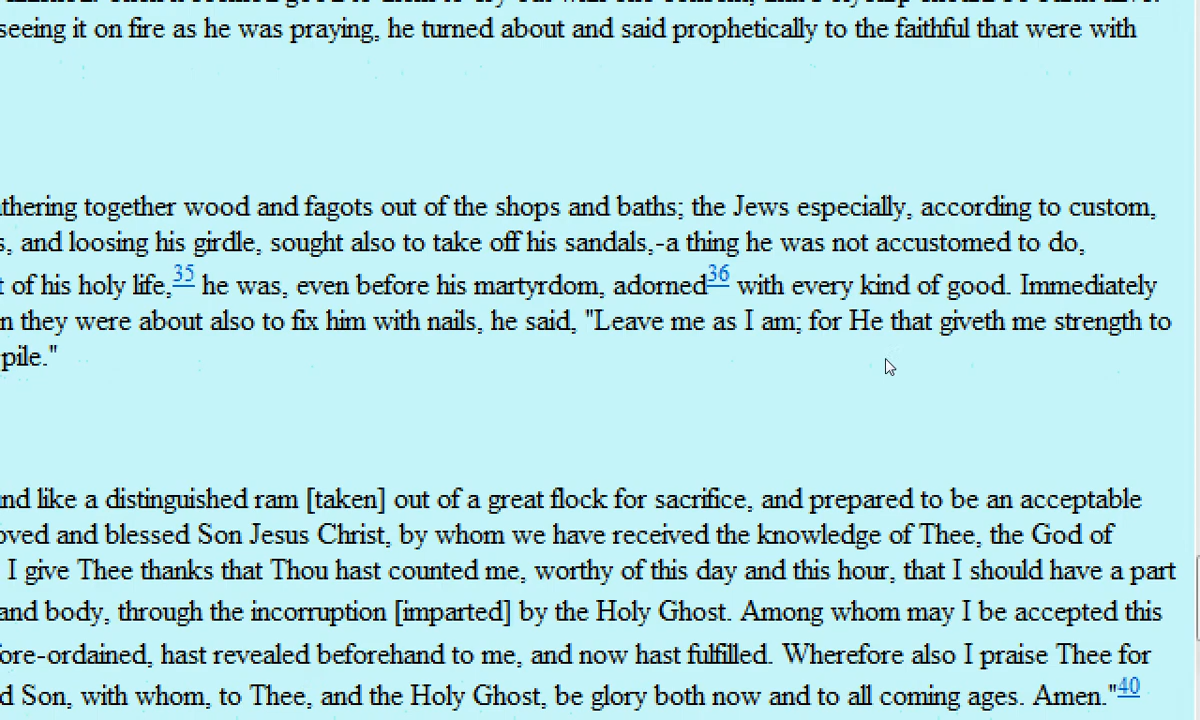 seeing it on fire as he was praying, he turned about and said prophetically to the faithful that were with
thering together wood and fagots out of the shops and baths; the Jews especially, according to custom,
s, and loosing his girdle, sought also to take off his sandals,-a thing he was not accustomed to do,
t of his holy life,35 he was, even before his martyrdom, adorned36 with every kind of good. Immediately
n they were about also to fix him with nails, he said, "Leave me as I am; for He that giveth me strength to
pile."
nd like a distinguished ram [taken] out of a great flock for sacrifice, and prepared to be an acceptable
oved and blessed Son Jesus Christ, by whom we have received the knowledge of Thee, the God of
I give Thee thanks that Thou hast counted me, worthy of this day and this hour, that I should have a part
and body, through the incorruption [imparted] by the Holy Ghost. Among whom may I be accepted this
ore-ordained, hast revealed beforehand to me, and now hast fulfilled. Wherefore also I praise Thee for
d Son, with whom, to Thee, and the Holy Ghost, be glory both now and to all coming ages. Amen."40